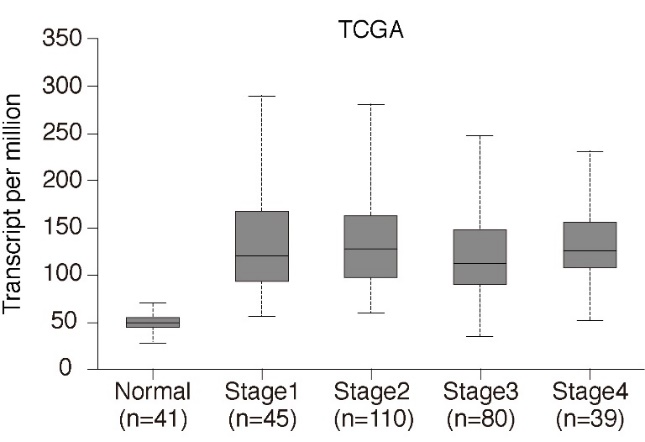 TCGA
Transcript per million
350
300
250
200
150
100
50
0
Normal Stage1 Stage2 Stage3 Stage4
(n=41) (n=45) (n=110) (n=80) (n=39)